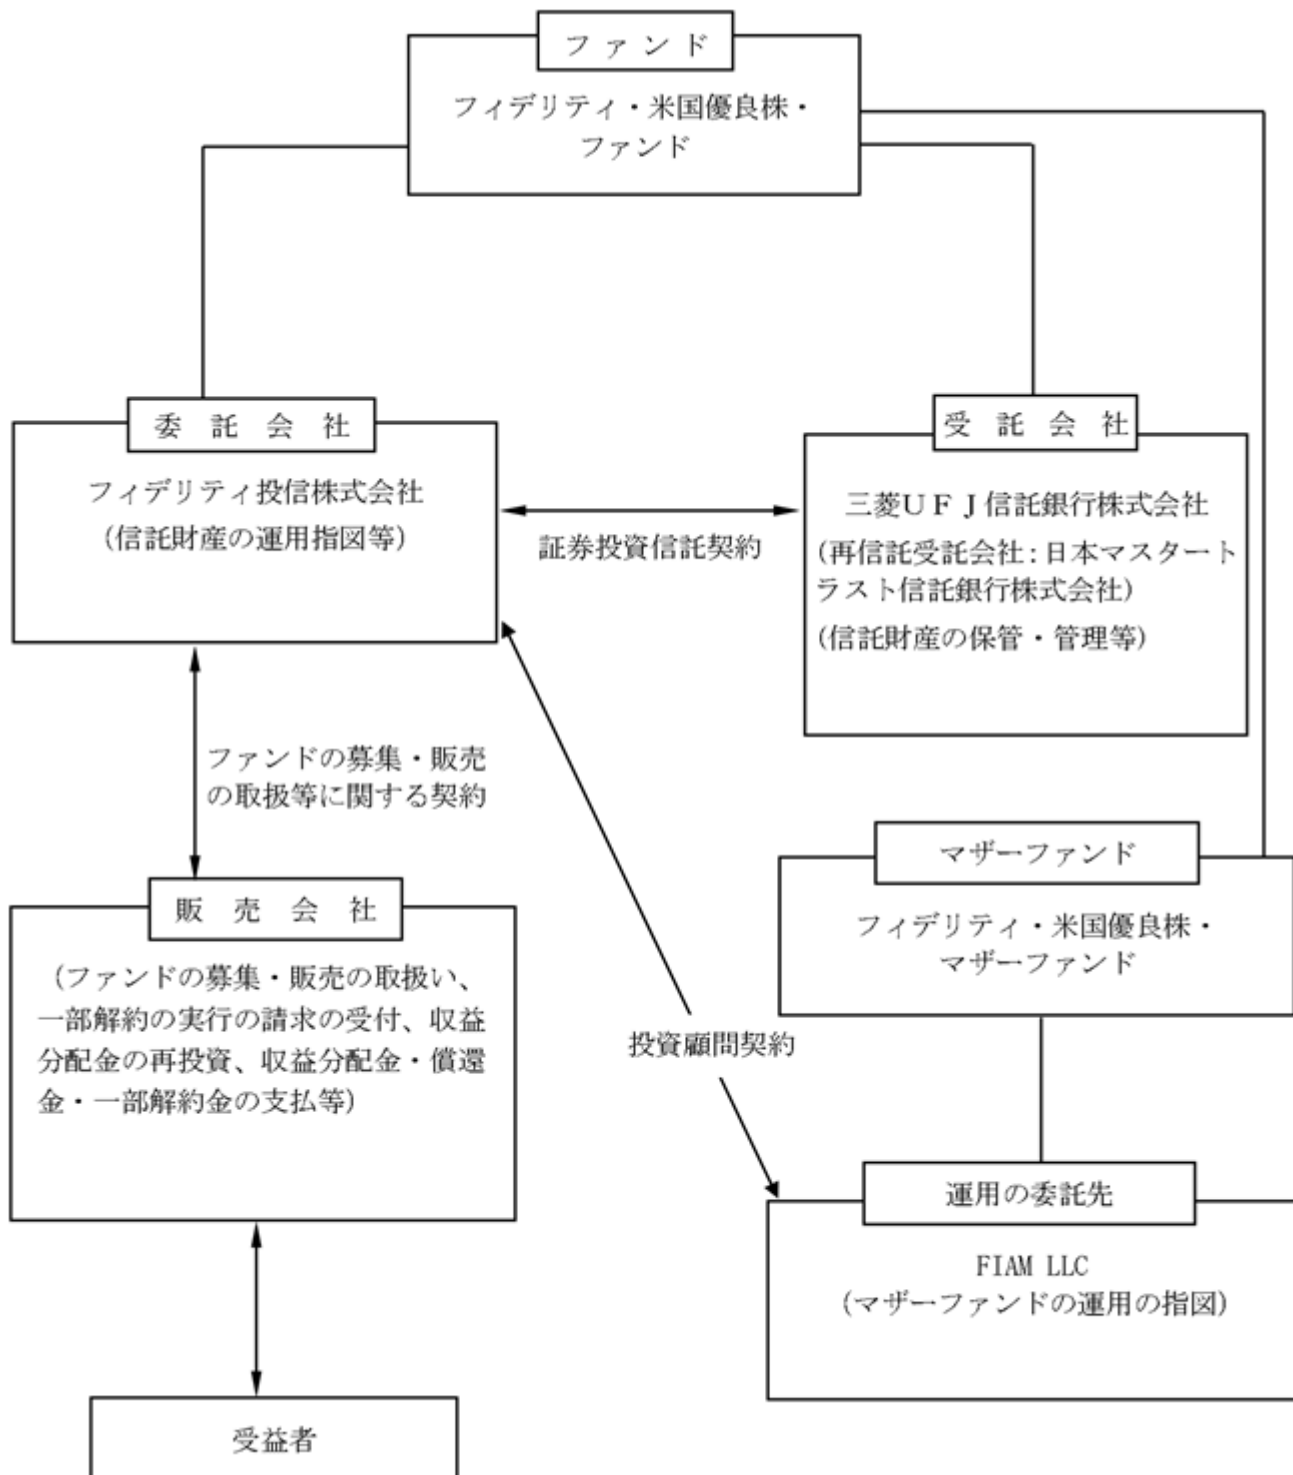 ファンド
フィデリティ・米国優良株・
ファンド
委託会社
フィデリティ投信株式会社
(信託財産の運用指図等)
証券投資信託契約
受託会社
三菱UFJ信託銀行株式会社
(再信託受託会社:日本マスタート
ラスト信託銀行株式会社)
(信託財産の保管・管理等)
ファンドの募集・販売
の取扱等に関する契約
マザーファンド
フィデリティ・米国優良株・
マザーファンド
販売会社
(ファンドの募集・販売の取扱い、
一部解約の実行の請求の受付、収益
分配金の再投資、収益分配金・償還
金・一部解約金の支払等)
投資顧問契約
運用の委託先
FIAM LLC
(マザーファンドの運用の指図)
受益者